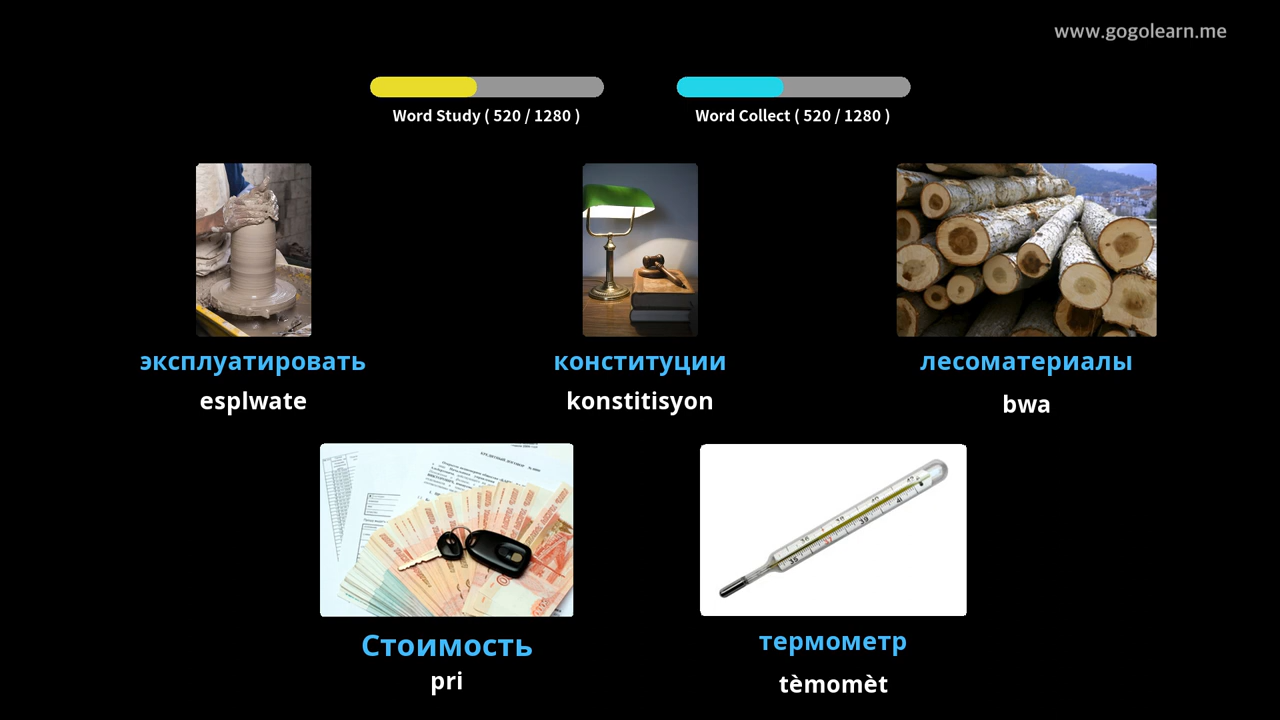 www.gogolearn.me
Word Study ( 520 / 1280 )
Word Collect ( 520 / 1280 )
эксплуатировать
esplwate
конституции
konstitisyon
лесоматериалы
bwa
Стоимость
pri
термометр
tèmomèt